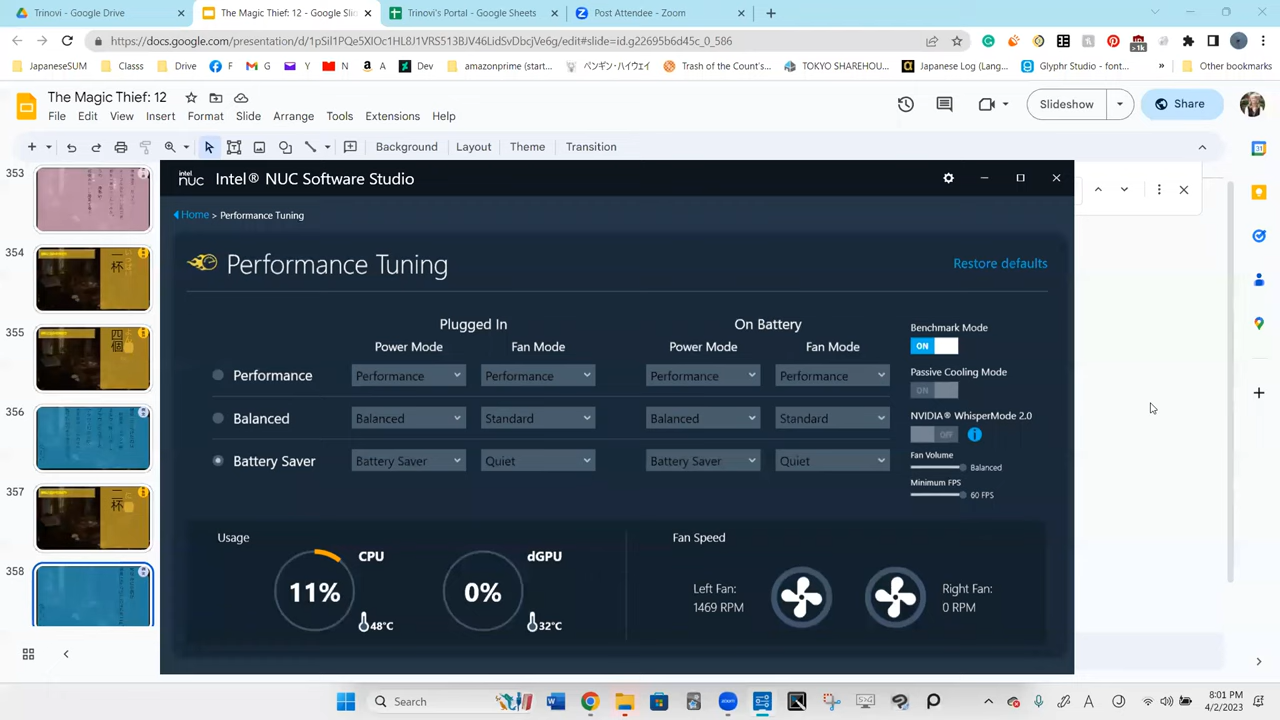 Trinovi - Google Drive
The Magic Thief: 12 - Google Slid
Trinovi's Portal - Google Sheets
Post Attendee - Zoom
https://docs.google.com/presentation/d/1pSil1PQe5XIOc1HL8J1VRS513BJV46LidSvDbcjVe6g/edit#slide=id.g22695b6d45c_0_586
>1k
JapaneseSUM
Classs
Drive
F
G
Y
N
A
Dev
amazonprime (start...
ペンギン・ハイウェイ
Trash of the Count's...
TOKYO SHAREHOU...
Japanese Log (Lang...
Glyphr Studio - font...
»
Other bookmarks
The Magic Thief: 12
File Edit View Insert Format Slide Arrange Tools Extensions Help
Slideshow
Share
Background Layout Theme Transition
353
354
一杯
355
四個
356
357
二杯
358
intel nuc
Intel® NUC Software Studio
Home > Performance Tuning
Performance Tuning
Restore defaults
Plugged In
On Battery
Power Mode Fan Mode Power Mode Fan Mode
Performance Performance Performance Performance Performance
Balanced Balanced Standard Balanced Standard
Battery Saver Battery Saver Quiet Battery Saver Quiet
Benchmark Mode
ON
Passive Cooling Mode
ON
NVIDIA® WhisperMode 2.0
OFF
Fan Volume
Balanced
Minimum FPS
60 FPS
Usage
CPU
11%
48°C
dGPU
0%
32°C
Fan Speed
Left Fan:
1469 RPM
Right Fan:
0 RPM
Search
8:01 PM
4/2/2023